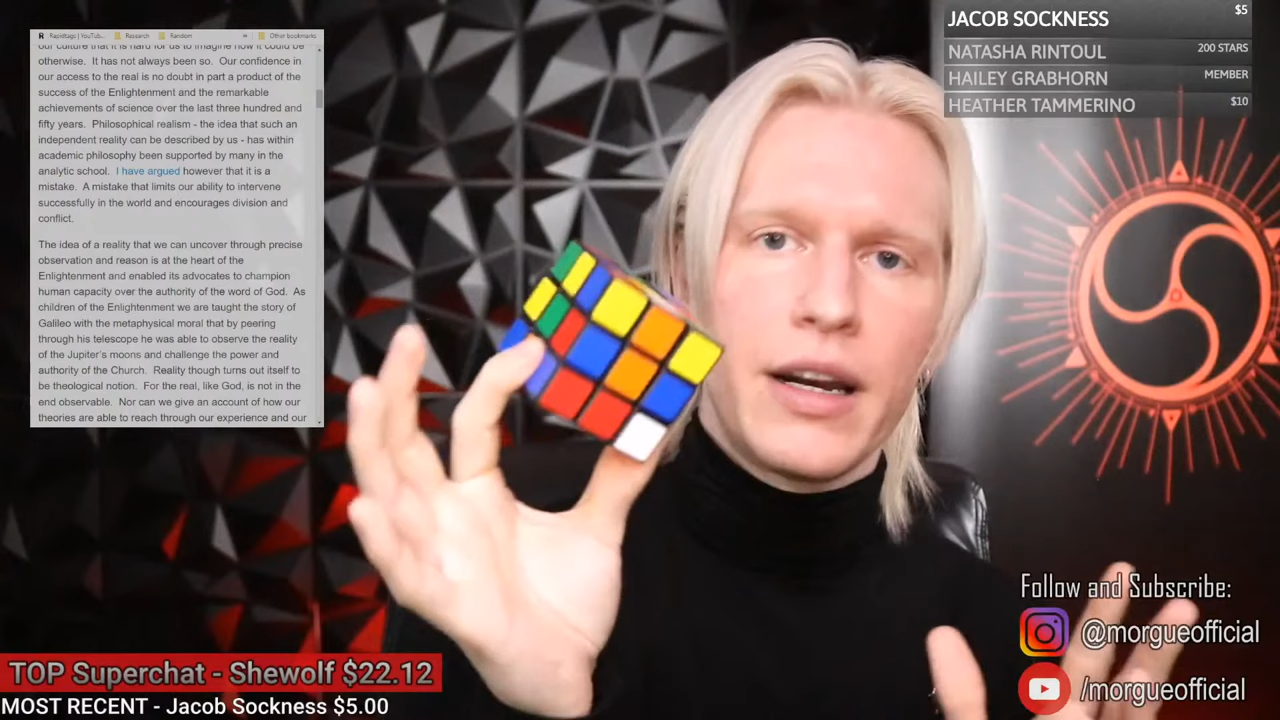 Rapidtags | YouTub...
Research
Random
»
Other bookmarks
our culture that it is hard for us to imagine how it could be
otherwise. It has not always been so. Our confidence in
our access to the real is no doubt in part a product of the
success of the Enlightenment and the remarkable
achievements of science over the last three hundred and
fifty years. Philosophical realism - the idea that such an
independent reality can be described by us - has within
academic philosophy been supported by many in the
analytic school. I have argued however that it is a
mistake. A mistake that limits our ability to intervene
successfully in the world and encourages division and
conflict.
The idea of a reality that we can uncover through precise
observation and reason is at the heart of the
Enlightenment and enabled its advocates to champion
human capacity over the authority of the word of God. As
children of the Enlightenment we are taught the story of
Galileo with the metaphysical moral that by peering
through his telescope he was able to observe the reality
of the Jupiter's moons and challenge the power and
authority of the Church. Reality though turns out itself to
be theological notion. For the real, like God, is not in the
end observable. Nor can we give an account of how our
theories are able to reach through our experience and our
JACOB SOCKNESS $5
NATASHA RINTOUL 200 STARS
HAILEY GRABHORN MEMBER
HEATHER TAMMERINO $10
Follow and Subscribe:
@morgueofficial
/morgueofficial
TOP Superchat - Shewolf $22.12
MOST RECENT - Jacob Sockness $5.00